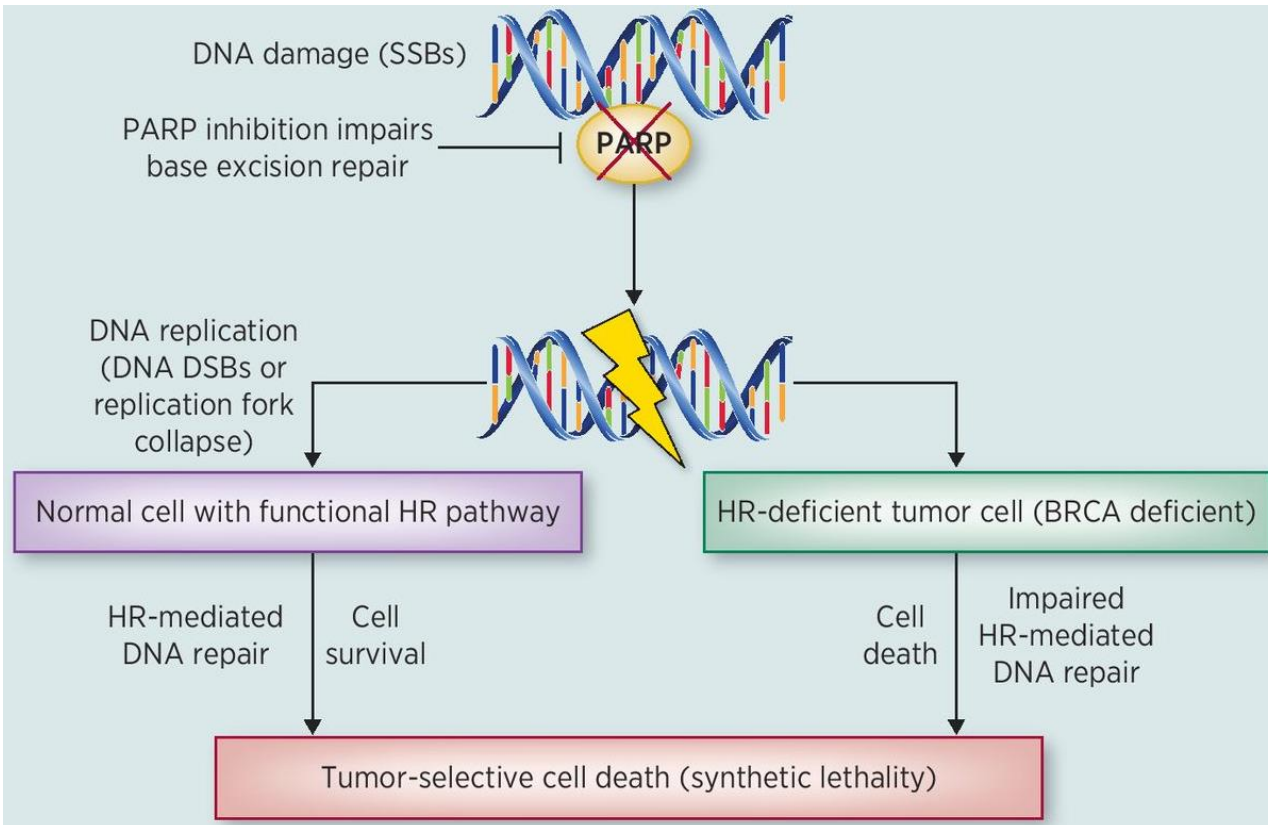 DNA damage (SSBs)
PARP inhibition impairs
base excision repair
PARP
DNA replication
(DNA DSBs or
replication fork
collapse)
Normal cell with functional HR pathway
HR-deficient tumor cell (BRCA deficient)
HR-mediated
DNA repair
Cell
survival
Cell
death
Impaired
HR-mediated
DNA repair
Tumor-selective cell death (synthetic lethality)